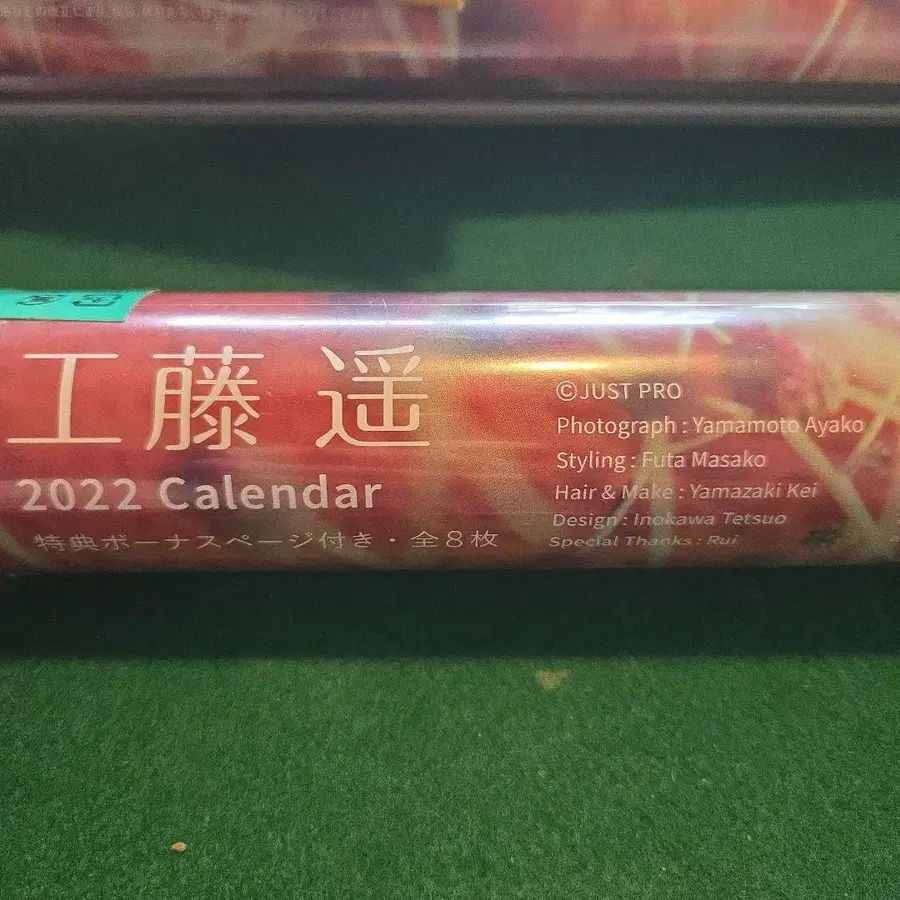 工藤 遥
2022 Calendar
特典ボーナスページ付き・全8枚
©JUST PRO
Photograph : Yamamoto Ayako
Styling : Futa Masako
Hair & Make : Yamazaki Kei
Design : Inokawa Tetsuo
Special Thanks : Rui